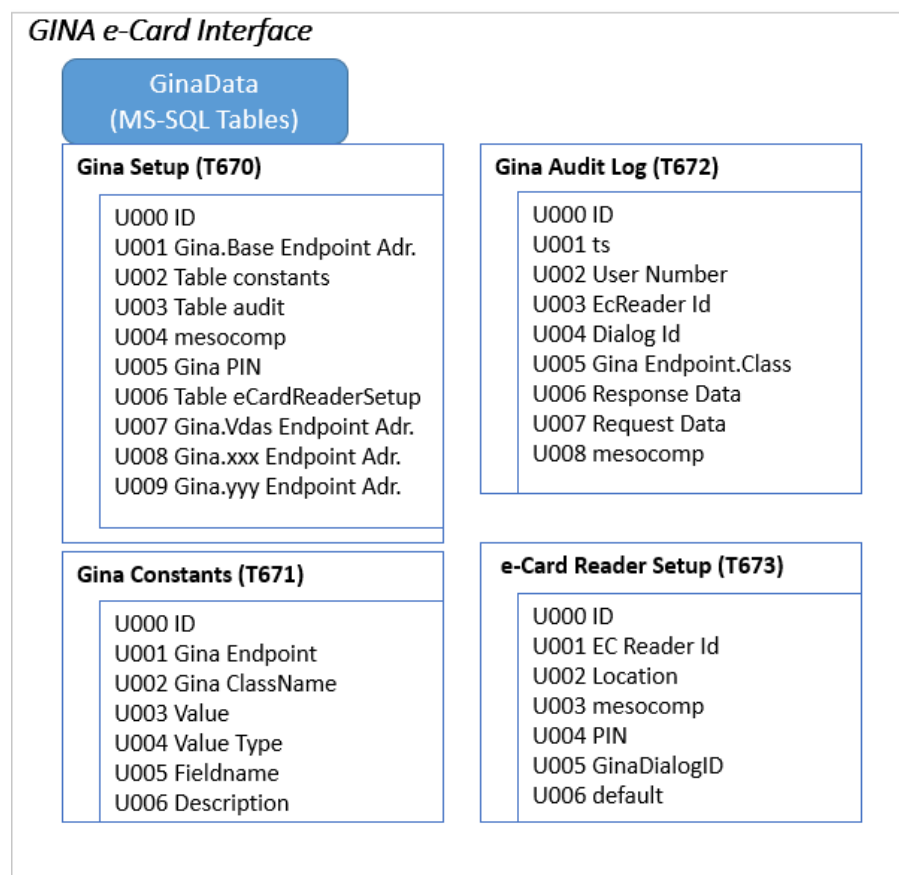 GINA e-Card Interface
GinaData
(MS-SQL Tables)
Gina Setup (T670)
U000 ID
U001 Gina.Base Endpoint Adr.
U002 Table constants
U003 Table audit
U004 mesocomp
U005 Gina PIN
U006 Table eCardReaderSetup
U007 Gina.Vdas Endpoint Adr.
U008 Gina.xxx Endpoint Adr.
U009 Gina.yyy Endpoint Adr.
Gina Audit Log (T672)
U000 ID
U001 ts
U002 User Number
U003 EcReader Id
U004 Dialog Id
U005 Gina Endpoint.Class
U006 Response Data
U007 Request Data
U008 mesocomp
Gina Constants (T671)
U000 ID
U001 Gina Endpoint
U002 Gina ClassName
U003 Value
U004 Value Type
U005 Fieldname
U006 Description
e-Card Reader Setup (T673)
U000 ID
U001 EC Reader Id
U002 Location
U003 mesocomp
U004 PIN
U005 GinaDialogID
U006 default